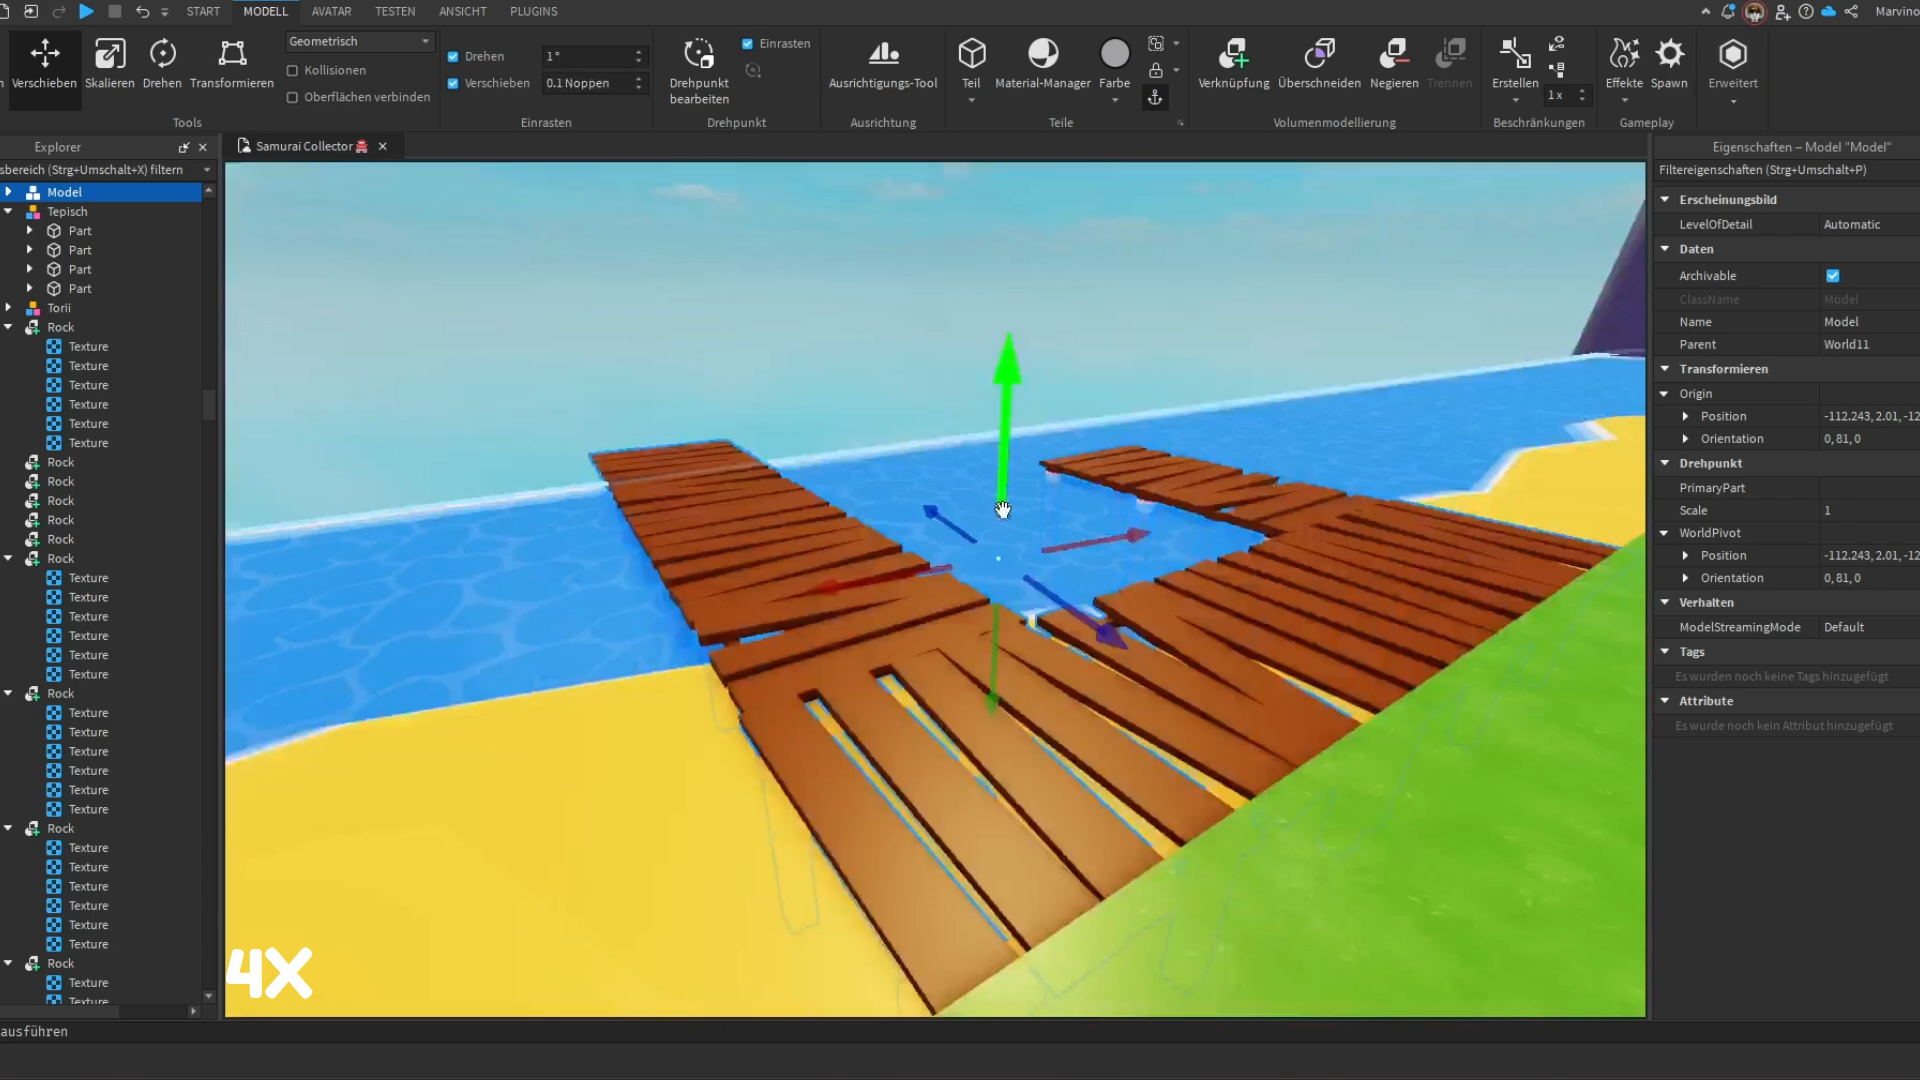 START MODELL AVATAR TESTEN ANSICHT PLUGINS
Marvino
Verschieben Skalieren Drehen Transformieren
Geometrisch
Kollisionen
Oberflächen verbinden
Tools
Drehen 1°
Verschieben 0.1 Noppen
Einrasten
Drehpunkt
bearbeiten
Einrasten
Drehpunkt
Ausrichtigungs-Tool
Ausrichtung
Teil Material-Manager Farbe
Teile
Verknüpfung Überschneiden Negieren Trennen
Volumenmodellierung
Erstellen
1x
Beschränkungen
Effekte Spawn
Gameplay
Erweitert
Explorer
sbereich (Strg+Umschalt+X) filtern
Model
Tepisch
Part
Part
Part
Part
Torii
Rock
Texture
Texture
Texture
Texture
Texture
Texture
Rock
Rock
Rock
Rock
Rock
Rock
Texture
Texture
Texture
Texture
Texture
Texture
Rock
Texture
Texture
Texture
Texture
Texture
Texture
Rock
Texture
Texture
Texture
Texture
Texture
Texture
Rock
Texture
Texture
Samurai Collector
4X
Eigenschaften – Model "Model"
Filtereigenschaften (Strg+Umschalt+P)
Erscheinungsbild
LevelOfDetail Automatic
Daten
Archivable
ClassName Model
Name Model
Parent World11
Transformieren
Origin
Position -112.243, 2.01, -12
Orientation 0, 81, 0
Drehpunkt
PrimaryPart
Scale 1
WorldPivot
Position -112.243, 2.01, -12
Orientation 0, 81, 0
Verhalten
ModelStreamingMode Default
Tags
Es wurden noch keine Tags hinzugefügt
Attribute
Es wurde noch kein Attribut hinzugefügt
ausführen